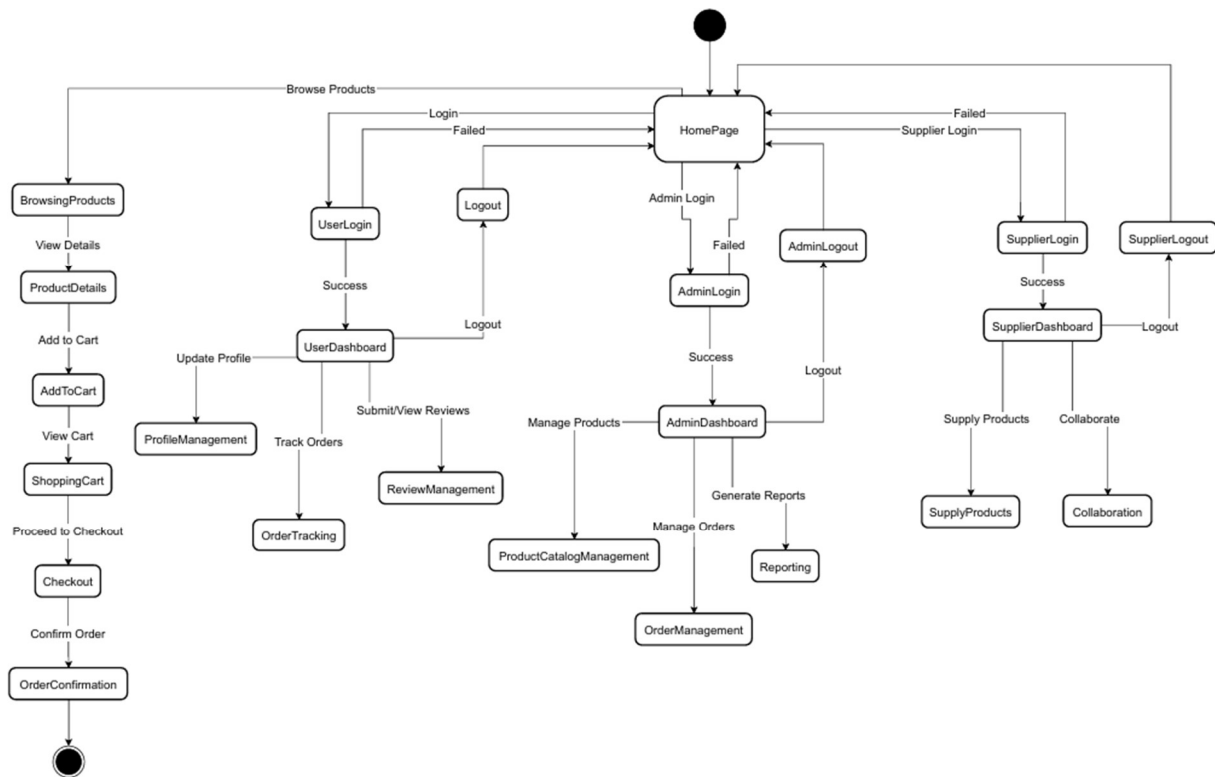 Browse Products
Login
Failed
HomePage
Failed
Supplier Login
BrowsingProducts
UserLogin
Logout
Admin Login
Failed
AdminLogout
SupplierLogin
SupplierLogout
View Details
ProductDetails
Success
AdminLogin
Success
Add to Cart
UserDashboard
Logout
SupplierDashboard
Logout
Update Profile
Success
Logout
AddToCart
Submit/View Reviews
Manage Products
AdminDashboard
Supply Products
Collaborate
View Cart
ProfileManagement
Track Orders
ShoppingCart
ReviewManagement
Generate Reports
SupplyProducts
Collaboration
Proceed to Checkout
OrderTracking
Manage Orders
ProductCatalogManagement
Reporting
Checkout
Confirm Order
OrderManagement
OrderConfirmation